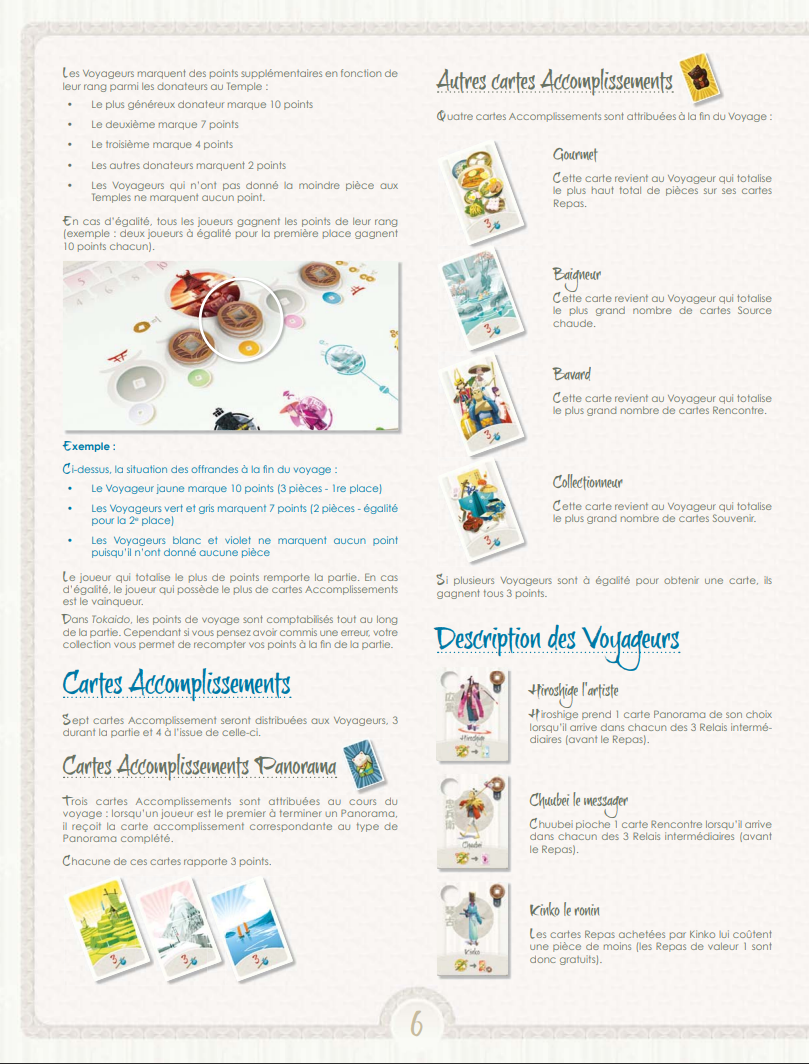 Les Voyageurs marquent des points supplémentaires en fonction de
leur rang parmi les donateurs au Temple :
• Le plus généreux donateur marque 10 points
• Le deuxième marque 7 points
• Le troisième marque 4 points
• Les autres donateurs marquent 2 points
• Les Voyageurs qui n'ont pas donné la moindre pièce aux
Temples ne marquent aucun point.
En cas d'égalité, tous les joueurs gagnent les points de leur rang
(exemple : deux joueurs à égalité pour la première place gagnent
10 points chacun).
Exemple :
Ci-dessus, la situation des offrandes à la fin du voyage :
• Le Voyageur jaune marque 10 points (3 pièces - 1re place)
• Les Voyageurs vert et gris marquent 7 points (2 pièces - égalité
pour la 2e place)
• Les Voyageurs blanc et violet ne marquent aucun point
puisqu'il n'ont donné aucune pièce
Le joueur qui totalise le plus de points remporte la partie. En cas
d'égalité, le joueur qui possède le plus de cartes Accomplissements
est le vainqueur.
Dans Tokaido, les points de voyage sont comptabilisés tout au long
de la partie. Cependant si vous pensez avoir commis une erreur, votre
collection vous permet de recompter vos points à la fin de la partie.
Cartes Accomplissements
Sept cartes Accomplissement seront distribuées aux Voyageurs, 3
durant la partie et 4 à l'issue de celle-ci.
Cartes Accomplissements Panorama
Trois cartes Accomplissements sont attribuées au cours du
voyage : lorsqu'un joueur est le premier à terminer un Panorama,
il reçoit la carte accomplissement correspondante au type de
Panorama complété.
Chacune de ces cartes rapporte 3 points.
3
3
3
Autres cartes Accomplissements
Quatre cartes Accomplissements sont attribuées à la fin du Voyage :
3
Gourmet
Cette carte revient au Voyageur qui totalise
le plus haut total de pièces sur ses cartes
Repas.
3
Baigneur
Cette carte revient au Voyageur qui totalise
le plus grand nombre de cartes Source
chaude.
3
Bavard
Cette carte revient au Voyageur qui totalise
le plus grand nombre de cartes Rencontre.
3
Collectionneur
Cette carte revient au Voyageur qui totalise
le plus grand nombre de cartes Souvenir.
Si plusieurs Voyageurs sont à égalité pour obtenir une carte, ils
gagnent tous 3 points.
Description des Voyageurs
Hiroshige
Hiroshige l'artiste
Hiroshige prend 1 carte Panorama de son choix
lorsqu'il arrive dans chacun des 3 Relais intermé-
diaires (avant le Repas).
Chuubei
Chuubei le messager
Chuubei pioche 1 carte Rencontre lorsqu'il arrive
dans chacun des 3 Relais intermédiaires (avant
le Repas).
Kinko
Kinko le ronin
Les cartes Repas achetées par Kinko lui coûtent
une pièce de moins (les Repas de valeur 1 sont
donc gratuits).
6